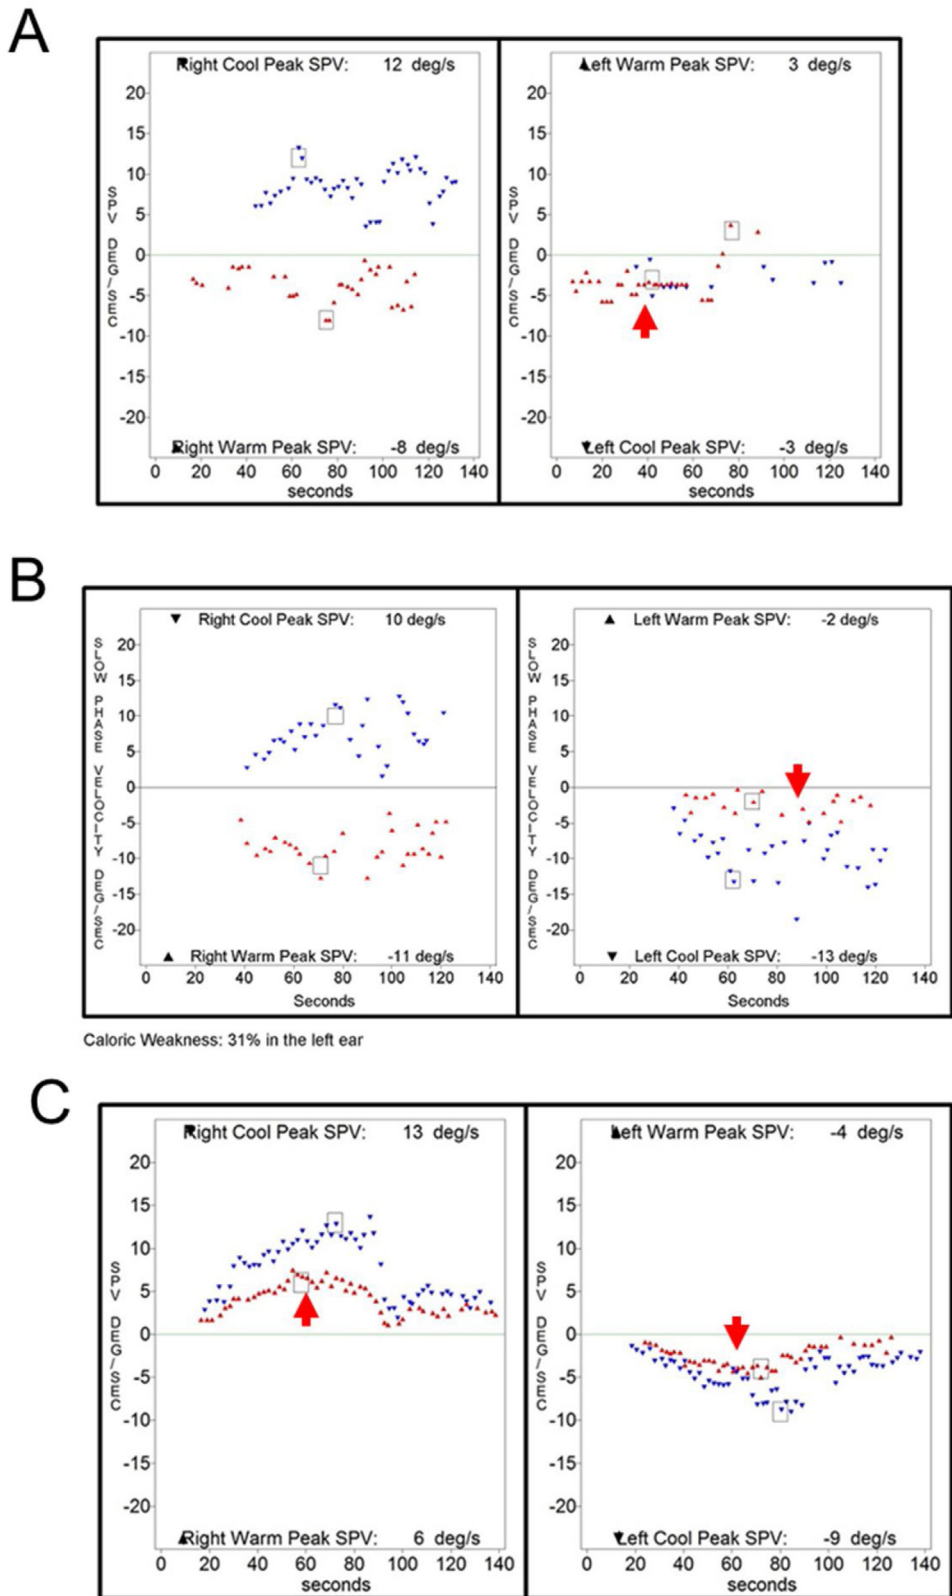 A
Right Cool Peak SPV: 12 deg/s
SPV DEG/SEC
20
15
10
5
0
-5
-10
-15
-20
Right Warm Peak SPV: -8 deg/s
0 20 40 60 80 100 120 140
seconds
Left Warm Peak SPV: 3 deg/s
SPV DEG/SEC
20
15
10
5
0
-5
-10
-15
-20
Left Cool Peak SPV: -3 deg/s
0 20 40 60 80 100 120 140
seconds
B
Right Cool Peak SPV: 10 deg/s
SLOW PHASE VELOCITY DEG/SEC
20
15
10
5
0
-5
-10
-15
-20
Right Warm Peak SPV: -11 deg/s
0 20 40 60 80 100 120 140
Seconds
Left Warm Peak SPV: -2 deg/s
SLOW PHASE VELOCITY DEG/SEC
20
15
10
5
0
-5
-10
-15
-20
Left Cool Peak SPV: -13 deg/s
0 20 40 60 80 100 120 140
Seconds
Caloric Weakness: 31% in the left ear
C
Right Cool Peak SPV: 13 deg/s
SPV DEG/SEC
20
15
10
5
0
-5
-10
-15
-20
Right Warm Peak SPV: 6 deg/s
0 20 40 60 80 100 120 140
seconds
Left Warm Peak SPV: -4 deg/s
SPV DEG/SEC
20
15
10
5
0
-5
-10
-15
-20
Left Cool Peak SPV: -9 deg/s
0 20 40 60 80 100 120 140
seconds